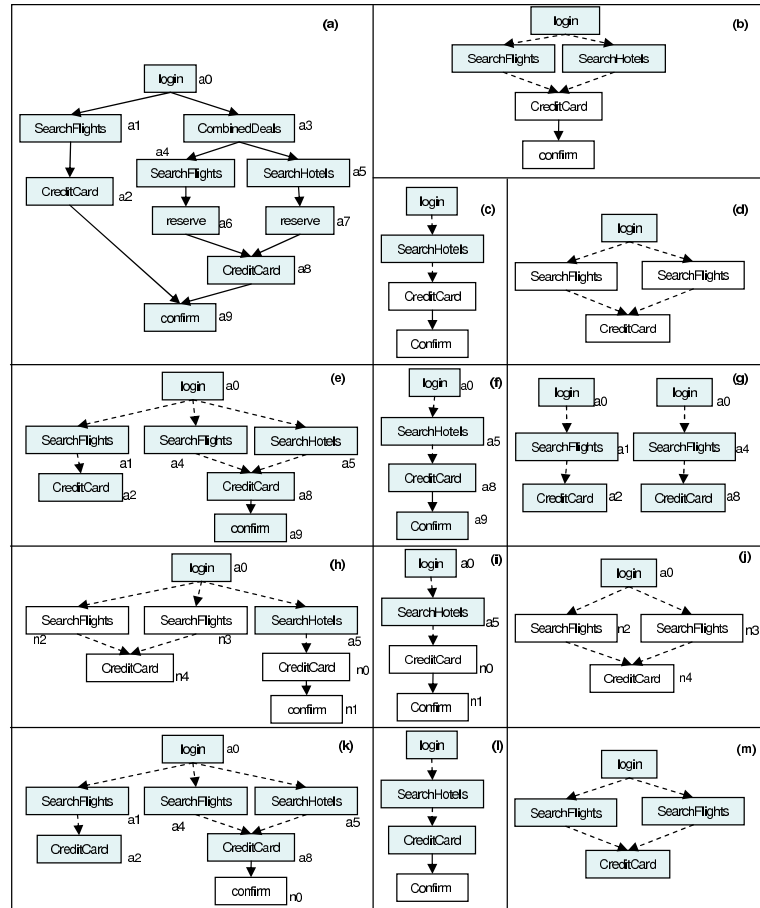 (a)
login
a0
SearchFlights
a1
CombinedDeals
a3
a4
SearchFlights
SearchHotels
a5
CreditCard
a2
reserve
a6
reserve
a7
CreditCard
a8
confirm
a9
(b)
login
SearchFlights
SearchHotels
CreditCard
confirm
(c)
login
SearchHotels
CreditCard
Confirm
(d)
login
SearchFlights
SearchFlights
CreditCard
(e)
login
a0
SearchFlights
a1
SearchFlights
a4
SearchHotels
a5
CreditCard
a2
CreditCard
a8
confirm
a9
(f)
login
a0
SearchHotels
a5
CreditCard
a8
Confirm
a9
(g)
login
a0
login
a0
SearchFlights
a1
SearchFlights
a4
CreditCard
a2
CreditCard
a8
(h)
login
a0
SearchFlights
n2
SearchFlights
n3
SearchHotels
a5
CreditCard
n4
CreditCard
n0
confirm
n1
(i)
login
a0
SearchHotels
a5
CreditCard
n0
Confirm
n1
(j)
login
a0
SearchFlights
n2
SearchFlights
n3
CreditCard
n4
(k)
login
a0
SearchFlights
a1
SearchFlights
a4
SearchHotels
a5
CreditCard
a2
CreditCard
a8
confirm
n0
(l)
login
SearchHotels
CreditCard
Confirm
(m)
login
SearchFlights
SearchFlights
CreditCard